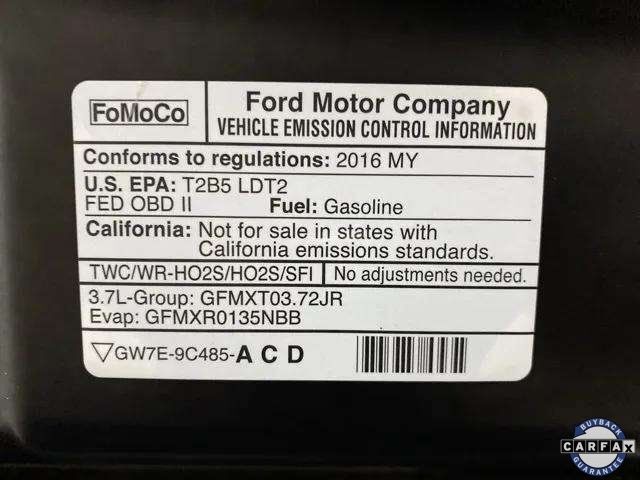 FoMoCo
Ford Motor Company
VEHICLE EMISSION CONTROL INFORMATION
Conforms to regulations: 2016 MY
U.S. EPA: T2B5 LDT2
FED OBD II Fuel: Gasoline
California: Not for sale in states with
California emissions standards.
TWC/WR-HO2S/HO2S/SFI No adjustments needed.
3.7L-Group: GFMXT03.72JR
Evap: GFMXR0135NBB
GW7E-9C485-A C D
BUYBACK
CARFAX
GUARANTEE